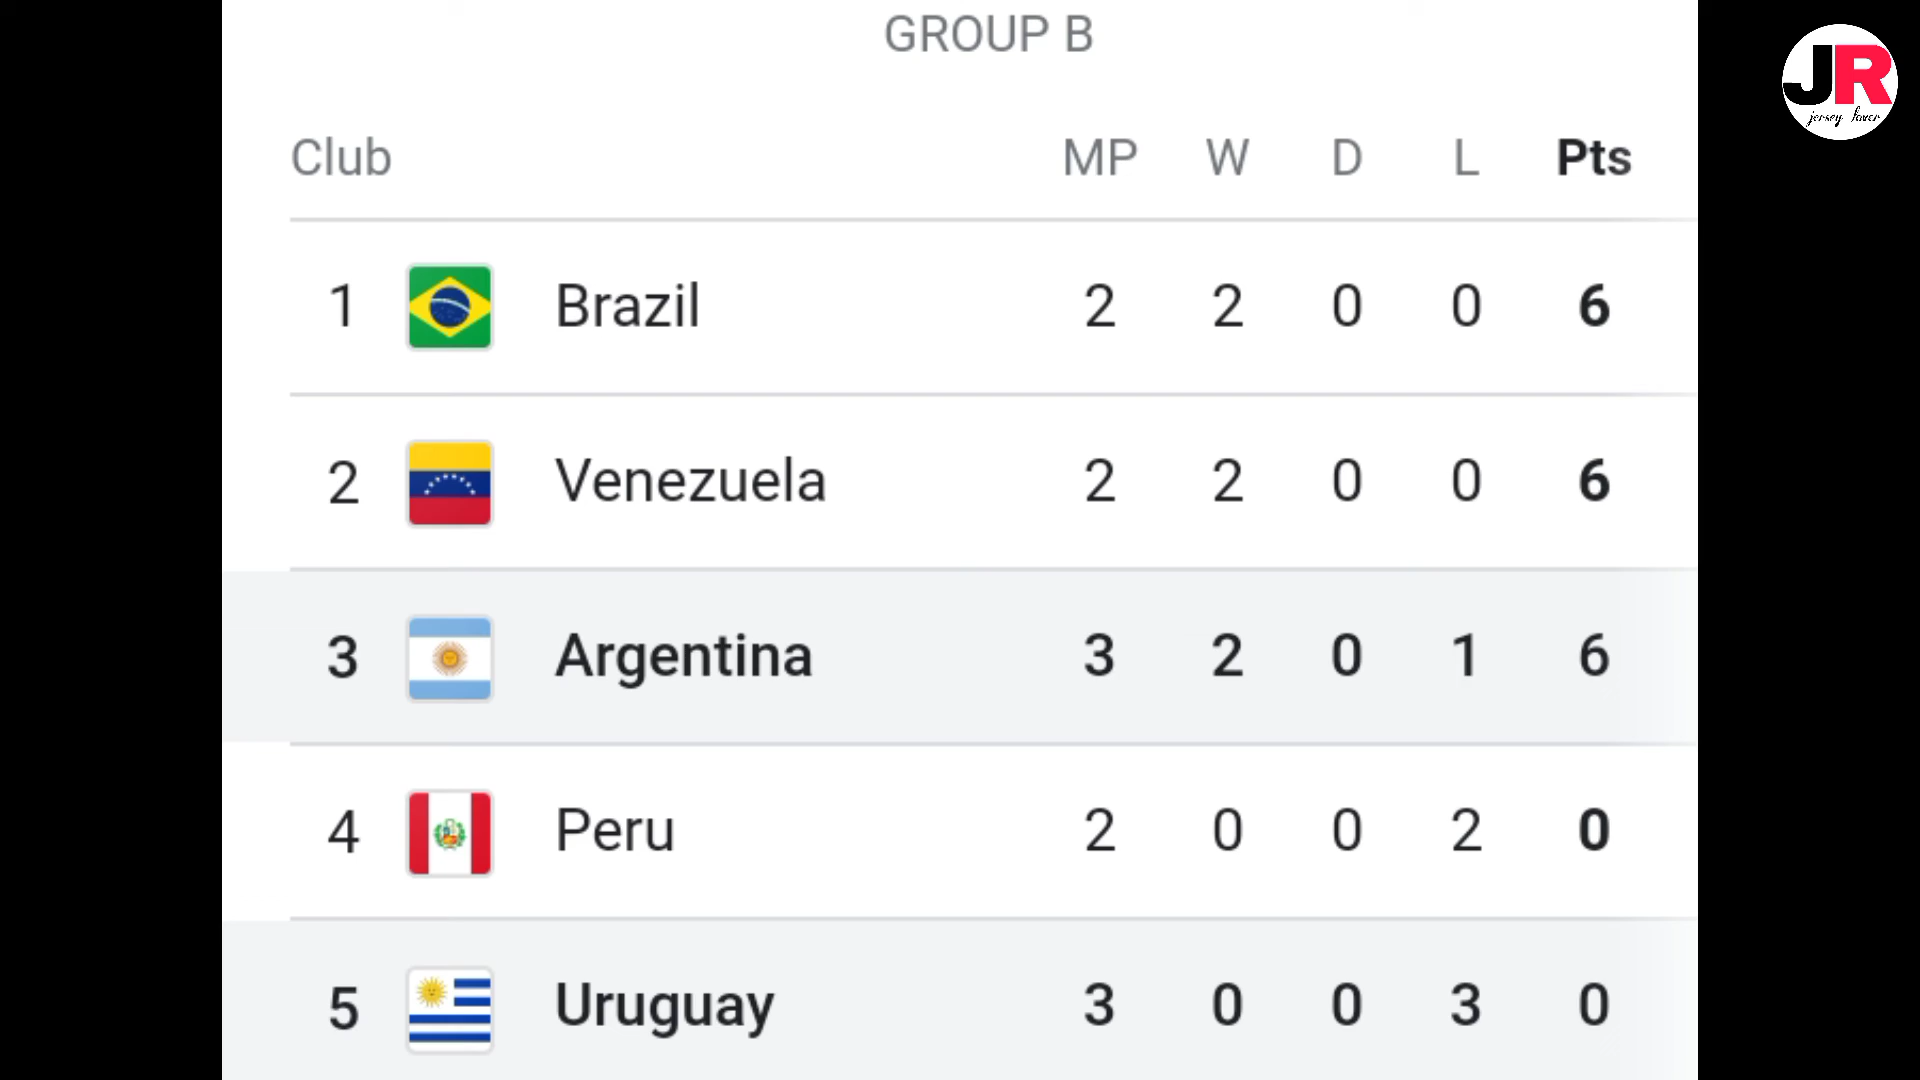 GROUP B
JR
jersey lover
Club MP W D L Pts
1 Brazil 2 2 0 0 6
2 Venezuela 2 2 0 0 6
3 Argentina 3 2 0 1 6
4 Peru 2 0 0 2 0
5 Uruguay 3 0 0 3 0